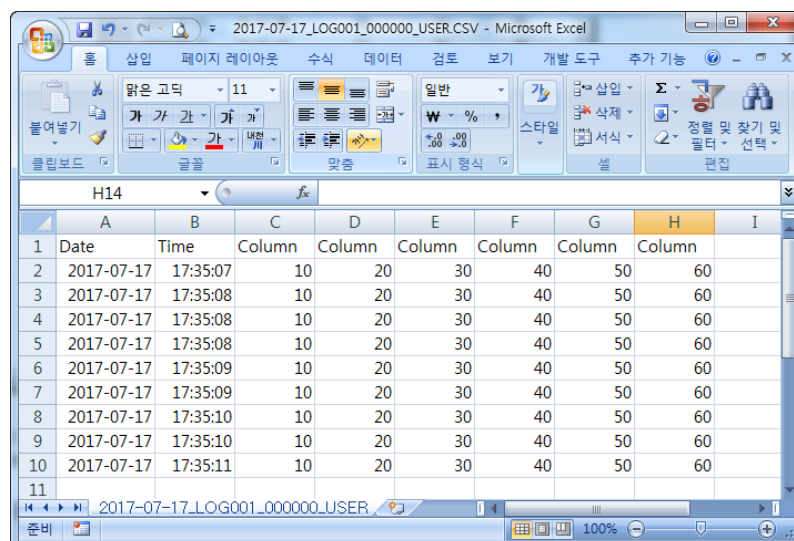 2017-07-17_LOG001_000000_USER.CSV - Microsoft Excel
홈 삽입 페이지 레이아웃 수식 데이터 검토 보기 개발 도구 추가 기능
붙여넣기
클립보드
맑은 고딕 11
가 가 가 가 가
가 내천
글꼴
맞춤
일반
₩ % ,
표시 형식
가
스타일
삽입
삭제
서식
셀
Σ
정렬 및 필터
찾기 및 선택
편집
H14 fx
A B C D E F G H I
1 Date Time Column Column Column Column Column Column
2 2017-07-17 17:35:07 10 20 30 40 50 60
3 2017-07-17 17:35:08 10 20 30 40 50 60
4 2017-07-17 17:35:08 10 20 30 40 50 60
5 2017-07-17 17:35:08 10 20 30 40 50 60
6 2017-07-17 17:35:09 10 20 30 40 50 60
7 2017-07-17 17:35:09 10 20 30 40 50 60
8 2017-07-17 17:35:10 10 20 30 40 50 60
9 2017-07-17 17:35:10 10 20 30 40 50 60
10 2017-07-17 17:35:11 10 20 30 40 50 60
11
2017-07-17_LOG001_000000_USER
준비 100%